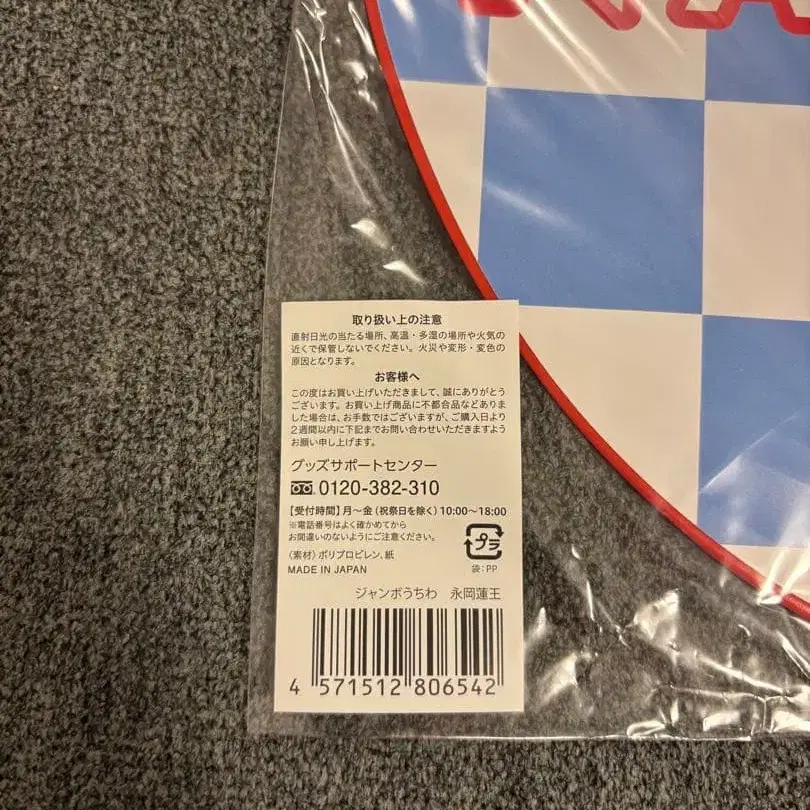 取り扱い上の注意
直射日光の当たる場所、高温・多湿の場所や火気の
近くで保管しないでください。火災や変形・変色の
原因となります。
お客様へ
この度はお買い上げいただきまして、誠にありがとう
ございます。お買い上げ商品に不都合品などありま
した場合は、お手数ではございますが、ご購入日より
2週間以内に下記までお問い合わせいただきますよう
お願い申し上げます。
グッズサポートセンター
0120-382-310
【受付時間】月〜金(祝祭日を除く)10:00〜18:00
※電話番号はよく確かめてから
お間違いのないようにご注意ください。
〈素材〉ポリプロピレン、紙
MADE IN JAPAN
プラ
袋:PP
ジャンボうちわ 永岡蓮王
4 571512 806542